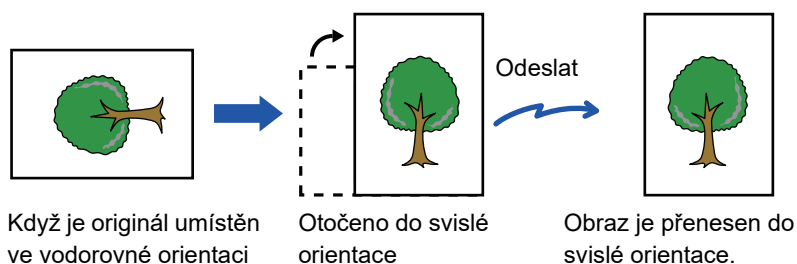 Odeslat
Když je originál umístěn
ve vodorovné orientaci
Otočeno do svislé
orientace
Obraz je přenesen do
svislé orientace.